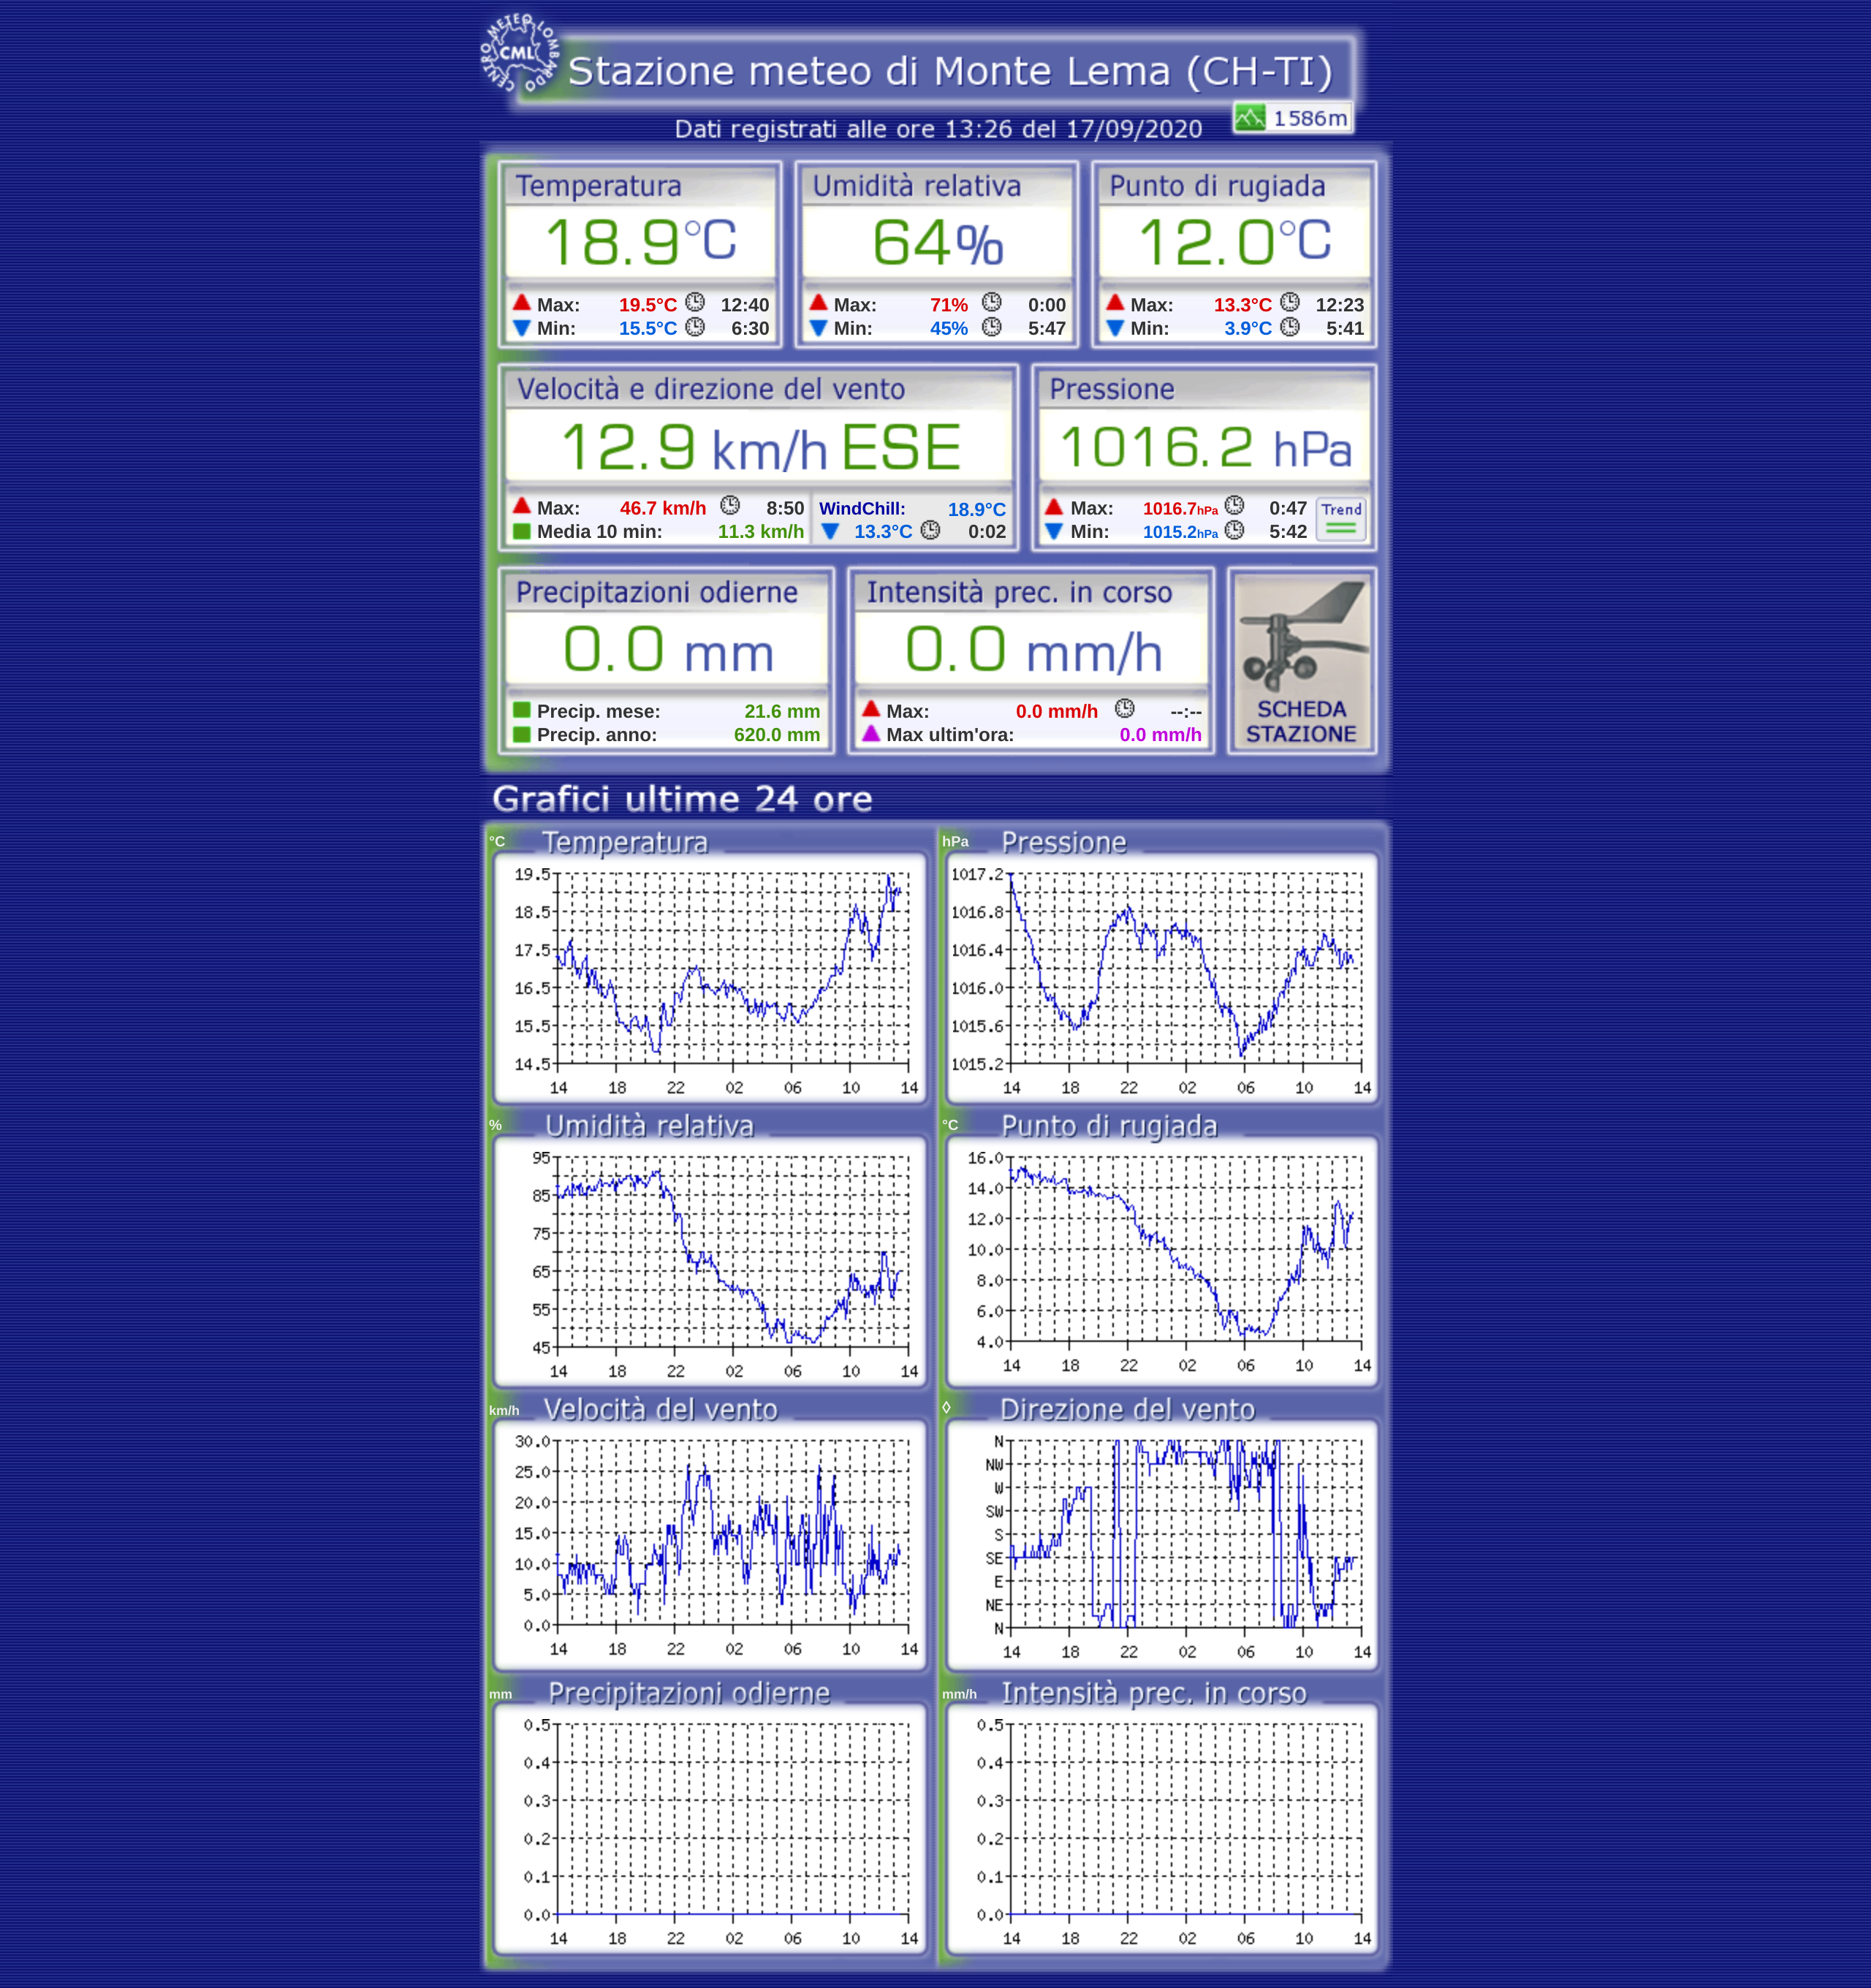 CENTRO METEO LOMBARDO
CML
Stazione meteo di Monte Lema (CH-TI)
1586m
Dati registrati alle ore 13:26 del 17/09/2020
Temperatura
18.9°C
Max: 19.5°C 12:40
Min: 15.5°C 6:30
Umidità relativa
64%
Max: 71% 0:00
Min: 45% 5:47
Punto di rugiada
12.0°C
Max: 13.3°C 12:23
Min: 3.9°C 5:41
Velocità e direzione del vento
12.9 km/h ESE
Max: 46.7 km/h 8:50
Media 10 min: 11.3 km/h
WindChill: 18.9°C
13.3°C 0:02
Pressione
1016.2 hPa
Max: 1016.7hPa 0:47
Min: 1015.2hPa 5:42
Trend
Precipitazioni odierne
0.0 mm
Precip. mese: 21.6 mm
Precip. anno: 620.0 mm
Intensità prec. in corso
0.0 mm/h
Max: 0.0 mm/h --:--
Max ultim'ora: 0.0 mm/h
SCHEDA
STAZIONE
Grafici ultime 24 ore
°C Temperatura
19.5
18.5
17.5
16.5
15.5
14.5
14 18 22 02 06 10 14
hPa Pressione
1017.2
1016.8
1016.4
1016.0
1015.6
1015.2
14 18 22 02 06 10 14
% Umidità relativa
95
85
75
65
55
45
14 18 22 02 06 10 14
°C Punto di rugiada
16.0
14.0
12.0
10.0
8.0
6.0
4.0
14 18 22 02 06 10 14
km/h Velocità del vento
30.0
25.0
20.0
15.0
10.0
5.0
0.0
14 18 22 02 06 10 14
◊ Direzione del vento
N
NW
W
SW
S
SE
E
NE
N
14 18 22 02 06 10 14
mm Precipitazioni odierne
0.5
0.4
0.3
0.2
0.1
0.0
14 18 22 02 06 10 14
mm/h Intensità prec. in corso
0.5
0.4
0.3
0.2
0.1
0.0
14 18 22 02 06 10 14